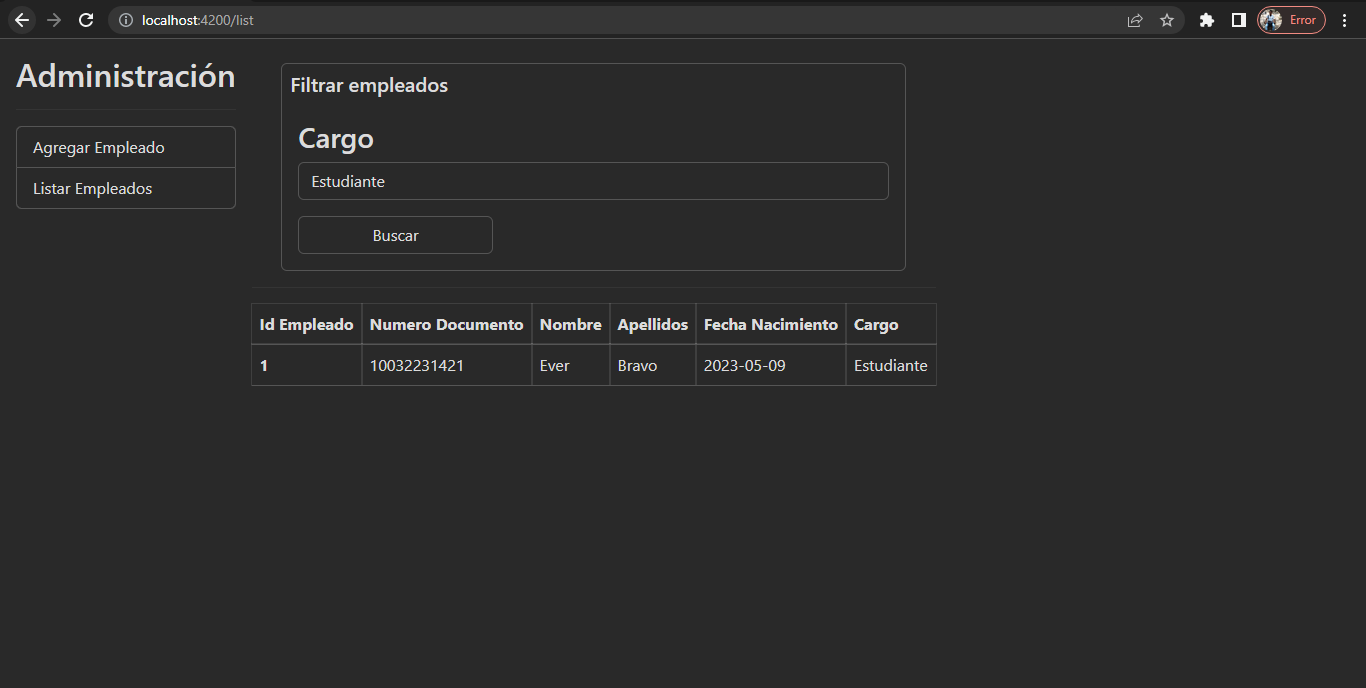 localhost:4200/list
Error
Administración
Agregar Empleado
Listar Empleados
Filtrar empleados
Cargo
Estudiante
Buscar
Id Empleado Numero Documento Nombre Apellidos Fecha Nacimiento Cargo
1 10032231421 Ever Bravo 2023-05-09 Estudiante